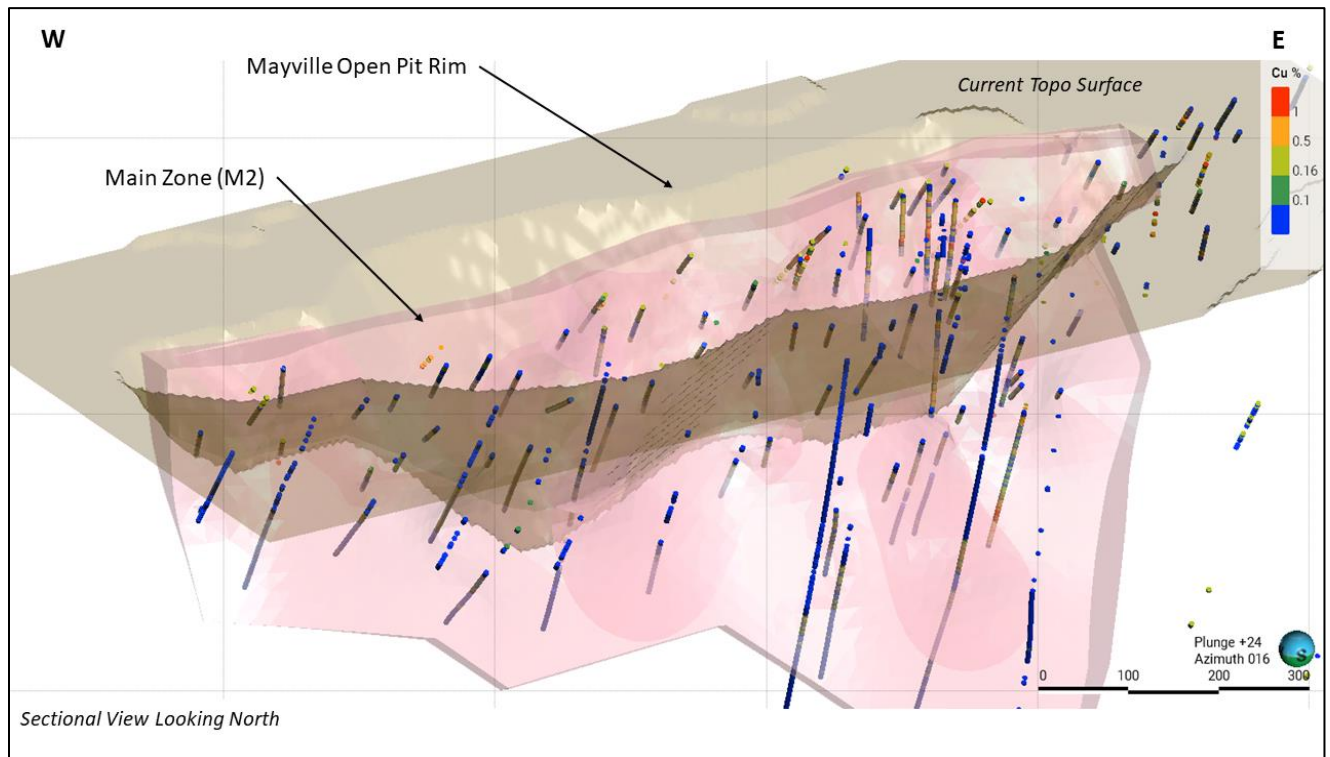 W
E
Mayville Open Pit Rim
Current Topo Surface
Cu %
1
0.5
0.16
0.1
Main Zone (M2)
Plunge +24
Azimuth 016
S
0 100 200 300
Sectional View Looking North